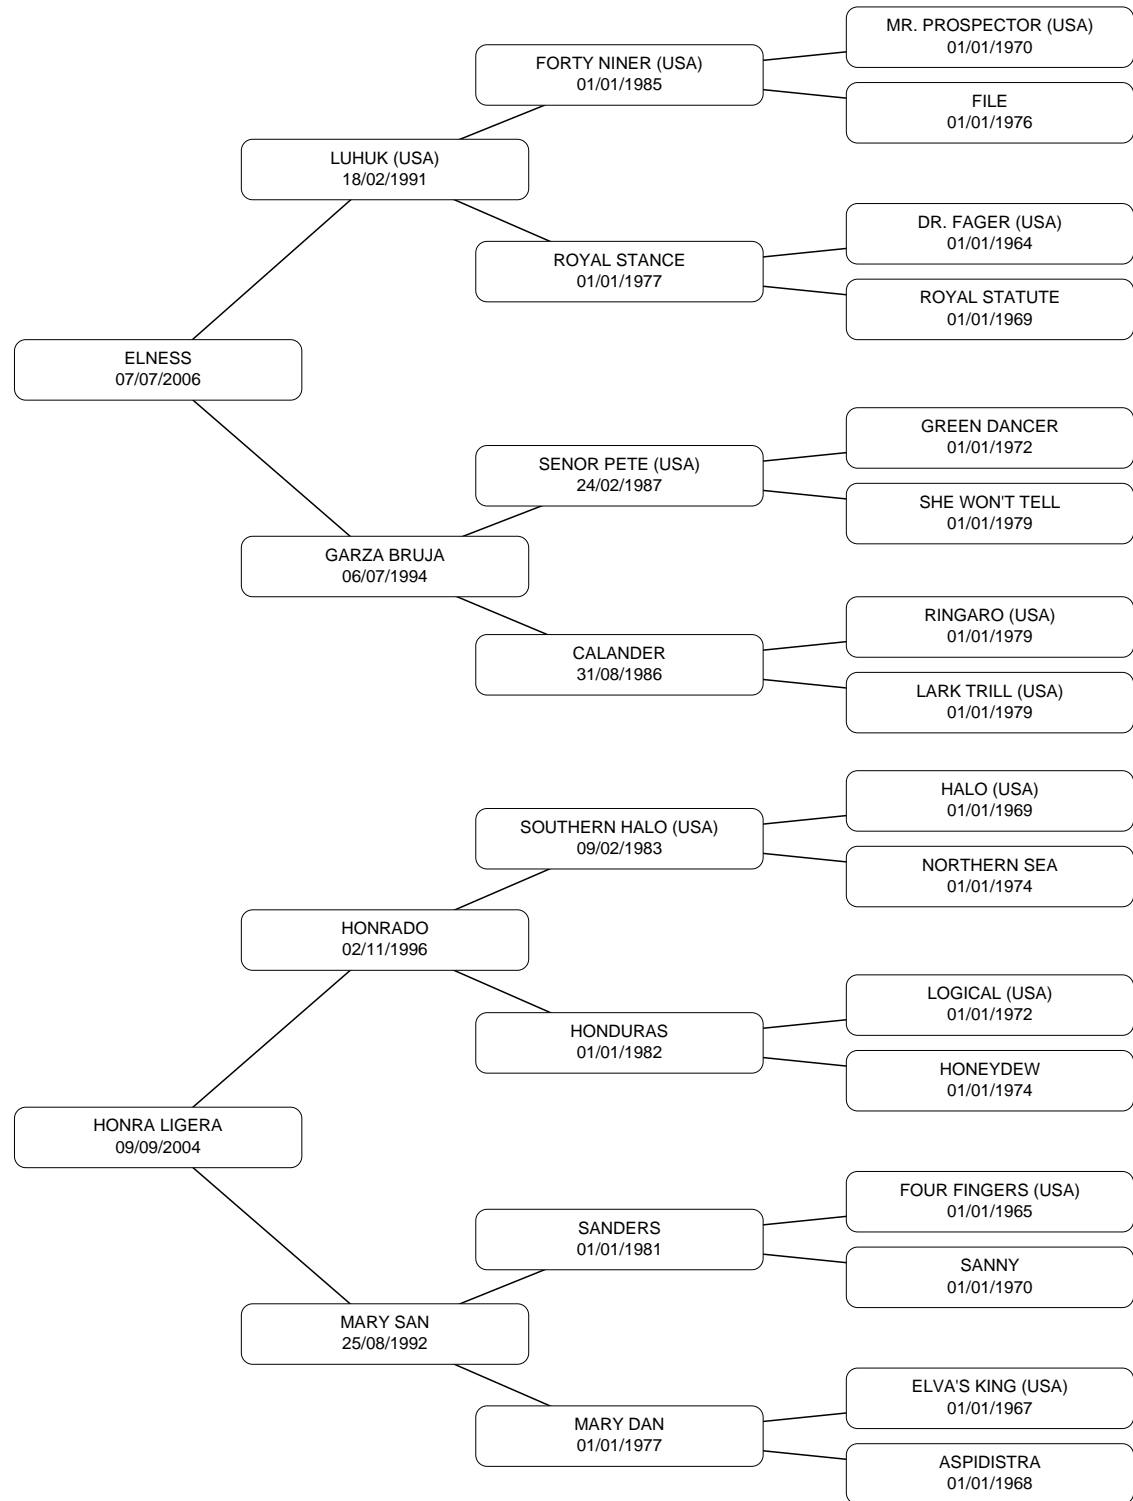 MR. PROSPECTOR (USA)
01/01/1970
FORTY NINER (USA)
01/01/1985
FILE
01/01/1976
LUHUK (USA)
18/02/1991
DR. FAGER (USA)
01/01/1964
ROYAL STANCE
01/01/1977
ROYAL STATUTE
01/01/1969
ELNESS
07/07/2006
GREEN DANCER
01/01/1972
SENOR PETE (USA)
24/02/1987
SHE WON'T TELL
01/01/1979
GARZA BRUJA
06/07/1994
RINGARO (USA)
01/01/1979
CALANDER
31/08/1986
LARK TRILL (USA)
01/01/1979
HALO (USA)
01/01/1969
SOUTHERN HALO (USA)
09/02/1983
NORTHERN SEA
01/01/1974
HONRADO
02/11/1996
LOGICAL (USA)
01/01/1972
HONDURAS
01/01/1982
HONEYDEW
01/01/1974
HONRA LIGERA
09/09/2004
FOUR FINGERS (USA)
01/01/1965
SANDERS
01/01/1981
SANNY
01/01/1970
MARY SAN
25/08/1992
ELVA'S KING (USA)
01/01/1967
MARY DAN
01/01/1977
ASPIDISTRA
01/01/1968